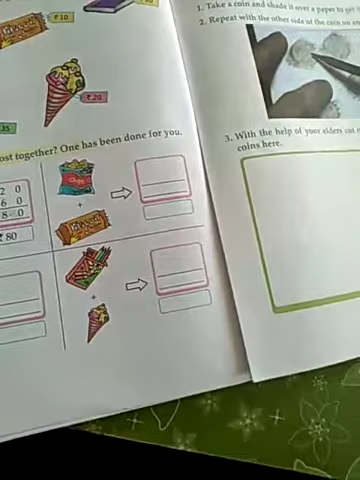 ₹10
₹20
35
ost together? One has been done for you.
2 0
6 0
8 0
₹ 80
Chips
+
+
1. Take a coin and shade it over a paper to get
2. Repeat with the other side of the coin on
3. With the help of your elders cut
coins here.